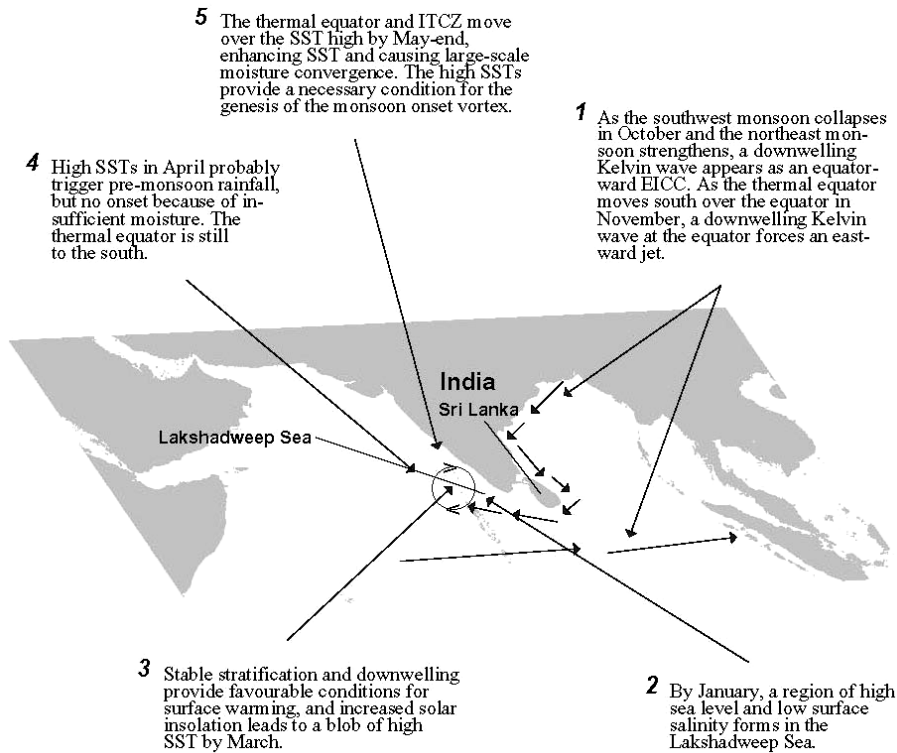 5 The thermal equator and ITCZ move
over the SST high by May-end,
enhancing SST and causing large-scale
moisture convergence. The high SSTs
provide a necessary condition for the
genesis of the monsoon onset vortex.
1 As the southwest monsoon collapses
in October and the northeast mon-
soon strengthens, a downwelling
Kelvin wave appears as an equator-
ward EICC. As the thermal equator
moves south over the equator in
November, a downwelling Kelvin
wave at the equator forces an east-
ward jet.
4 High SSTs in April probably
trigger pre-monsoon rainfall,
but no onset because of in-
sufficient moisture. The
thermal equator is still
to the south.
India
Sri Lanka
Lakshadweep Sea
3 Stable stratification and downwelling
provide favourable conditions for
surface warming, and increased solar
insolation leads to a blob of high
SST by March.
2 By January, a region of high
sea level and low surface
salinity forms in the
Lakshadweep Sea.